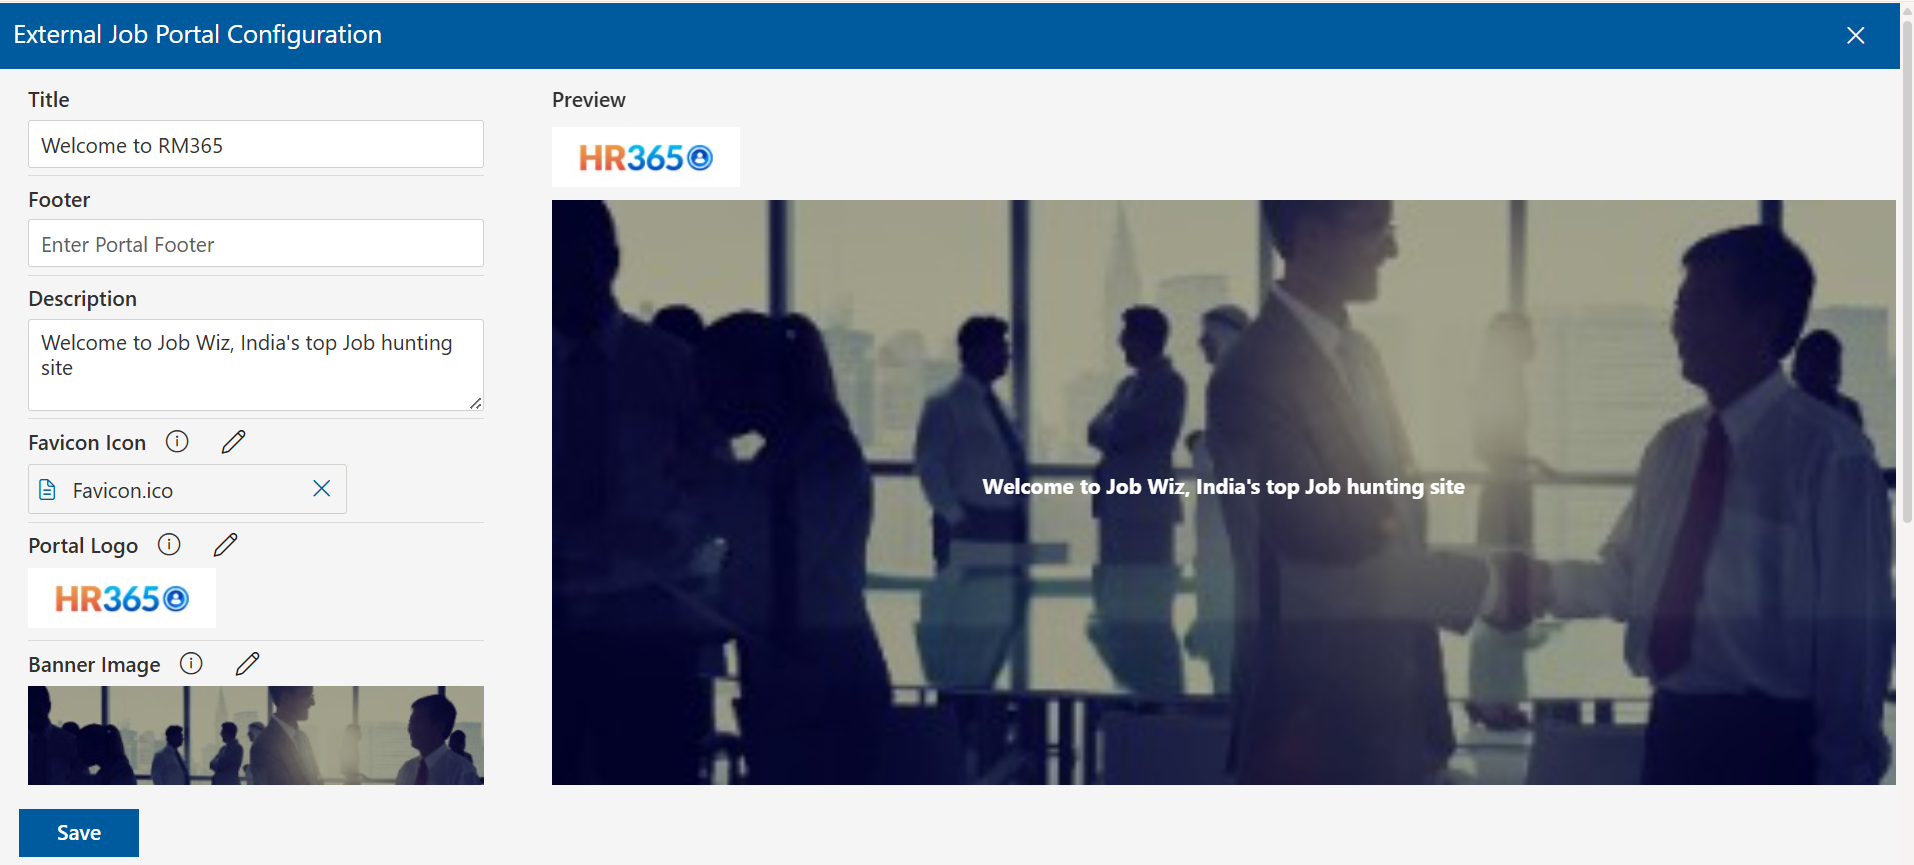 External Job Portal Configuration
Title
Welcome to RM365
Footer
Enter Portal Footer
Description
Welcome to Job Wiz, India's top Job hunting
site
Favicon Icon
Favicon.ico
Portal Logo
HR365
Banner Image
Save
Preview
HR365
Welcome to Job Wiz, India's top Job hunting site